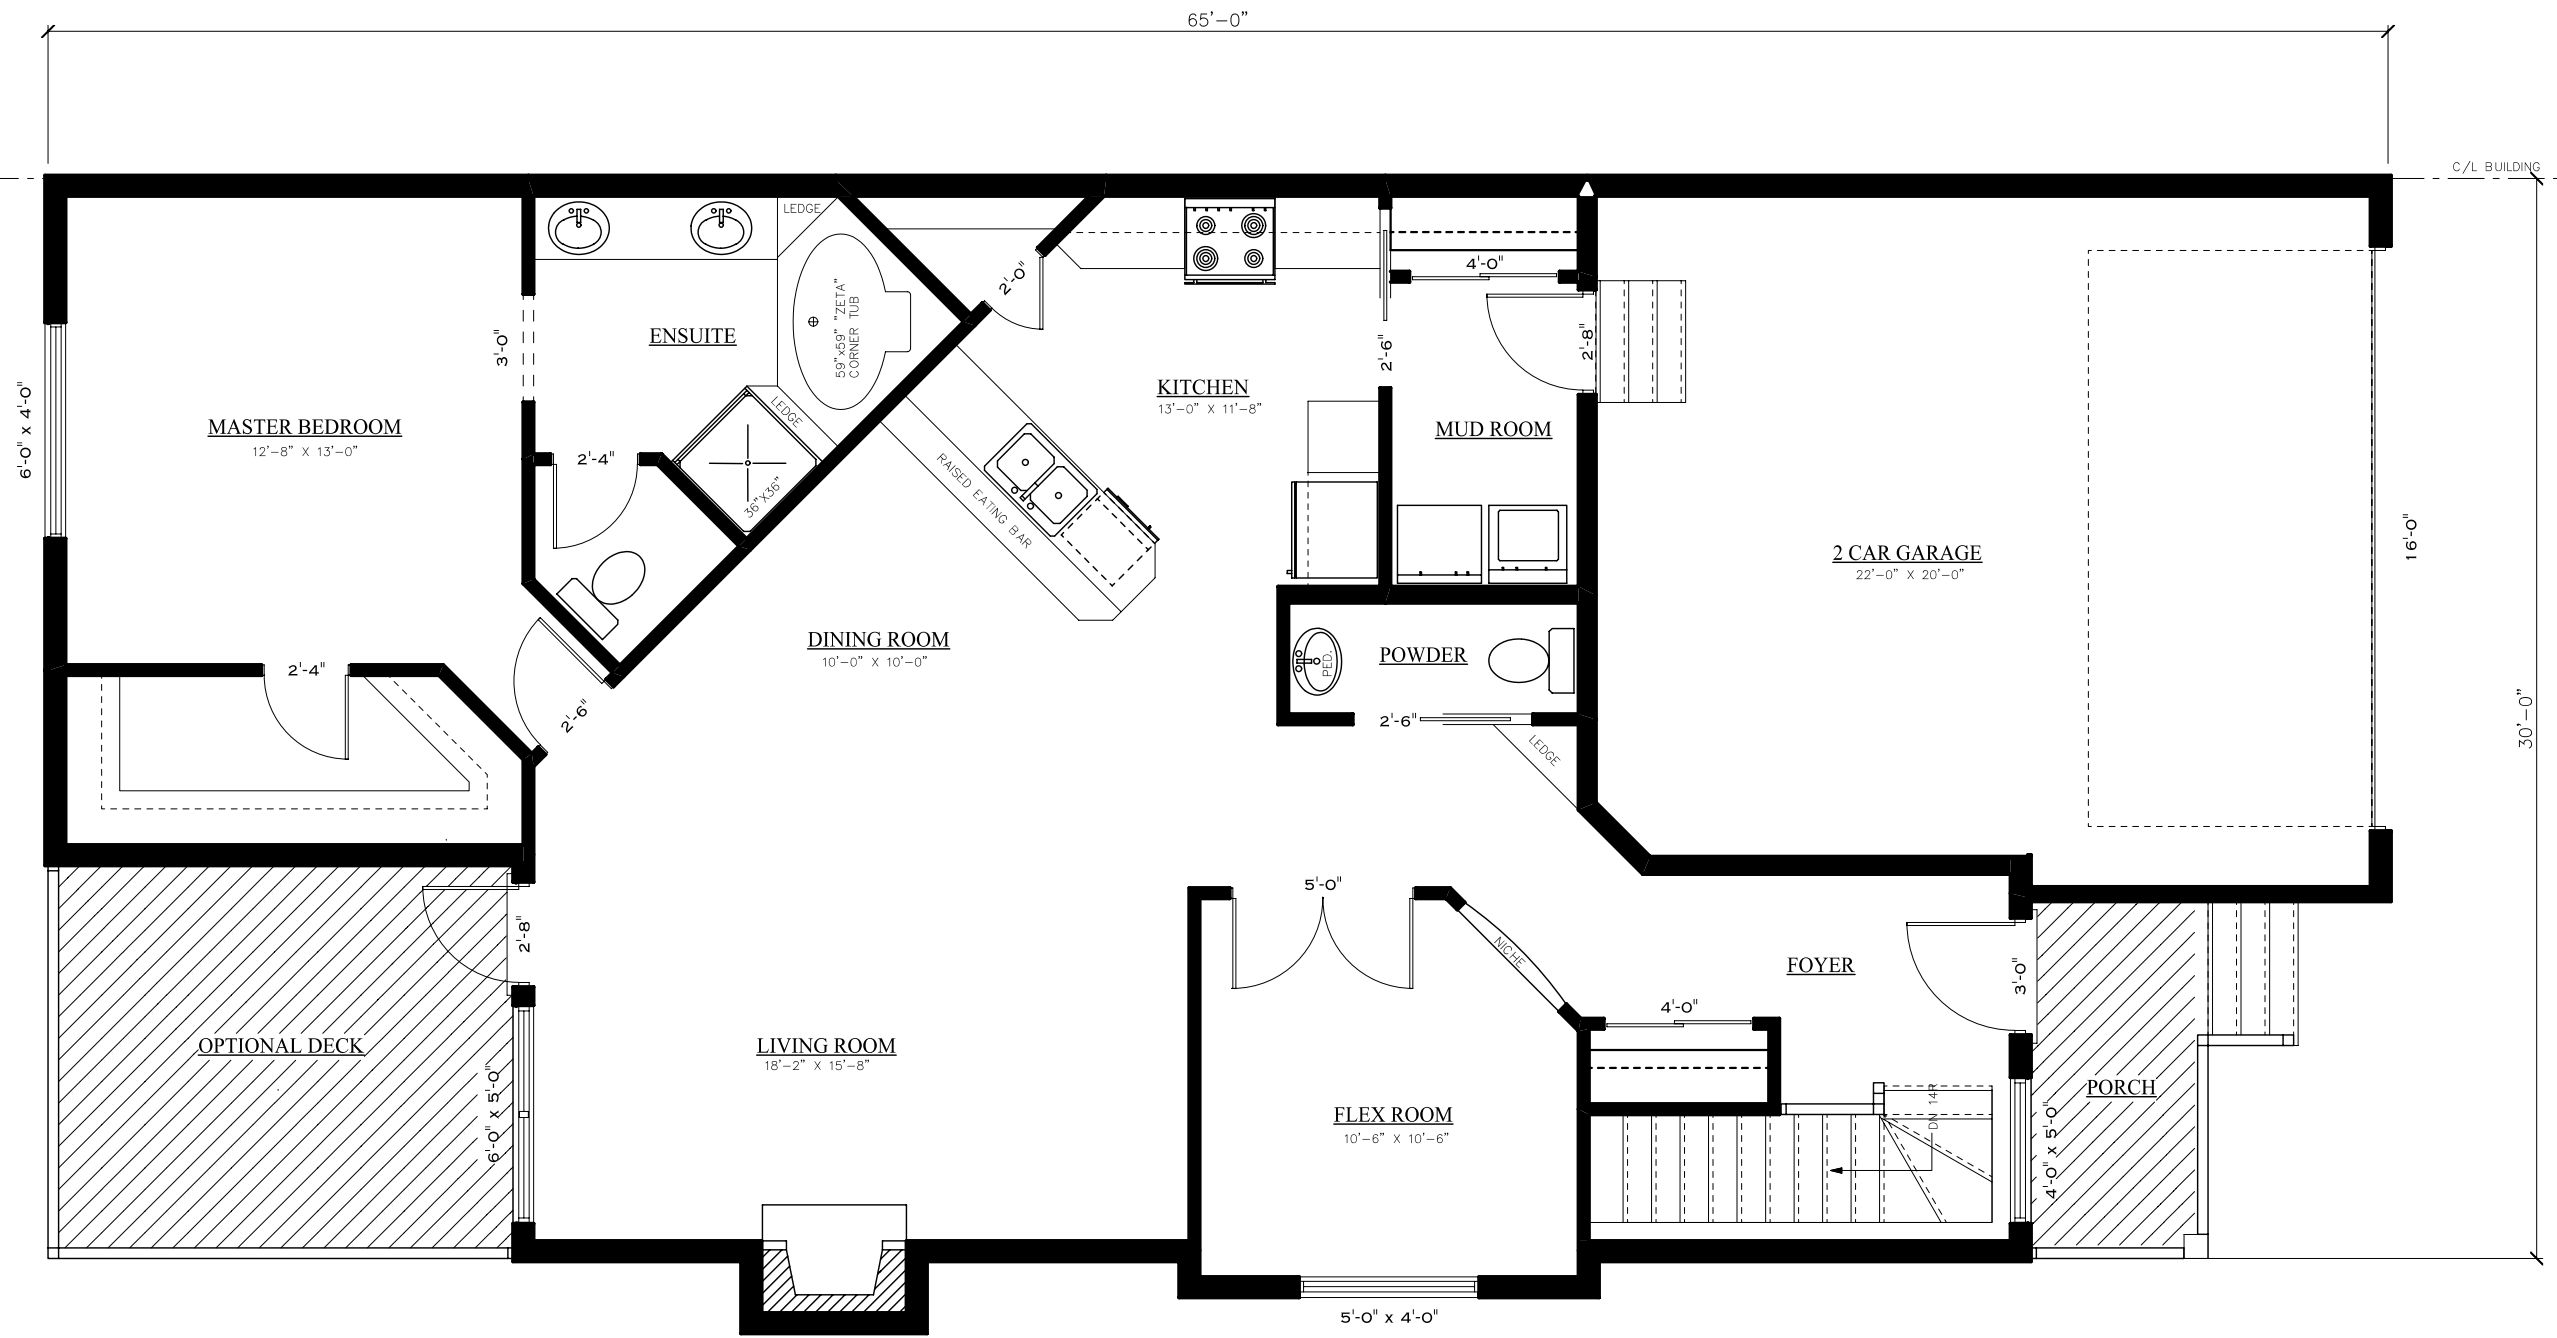 65'-0"
C/L BUILDING
LEDGE
2'-0"
4'-0"
59"x59" "ZETA"
CORNER TUB
3'-0"
ENSUITE
2'-6"
2'-8"
6'-0" x 4'-0"
MASTER BEDROOM
12'-8" X 13'-0"
KITCHEN
13'-0" X 11'-8"
LEDGE
MUD ROOM
2'-4"
36"X36"
RAISED EATING BAR
2 CAR GARAGE
22'-0" X 20'-0"
16'-0"
DINING ROOM
10'-0" X 10'-0"
POWDER
PED.
2'-4"
2'-6"
2'-6"
30'-0"
LEDGE
5'-0"
2'-8"
NICHE
FOYER
3'-0"
4'-0"
OPTIONAL DECK
LIVING ROOM
18'-2" X 15'-8"
6'-0" x 5'-0"
FLEX ROOM
10'-6" X 10'-6"
DN 14R
PORCH
4'-0" x 5'-0"
5'-0" x 4'-0"